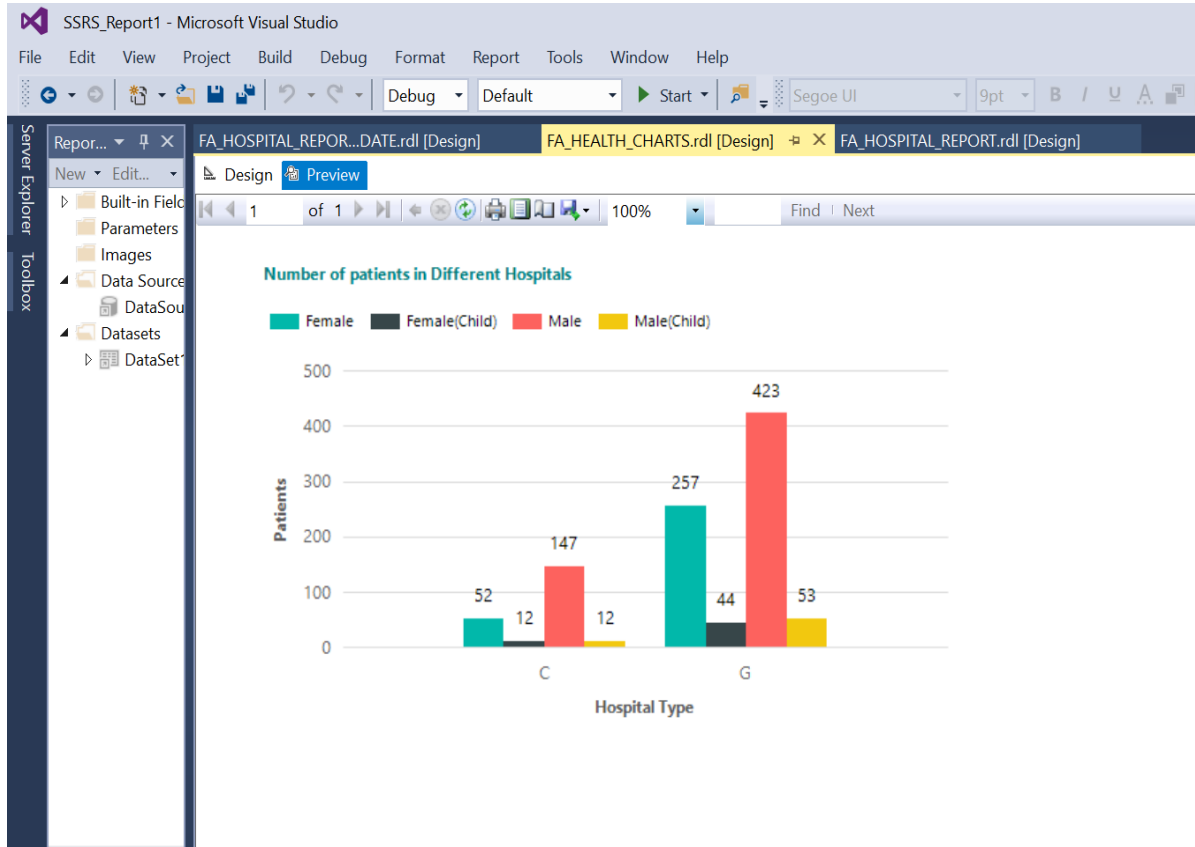 SSRS_Report1 - Microsoft Visual Studio
File Edit View Project Build Debug Format Report Tools Window Help
Debug Default Start Segoe UI 9pt B I U A
Server Explorer
Toolbox
Repor...
New Edit...
Built-in Field
Parameters
Images
Data Source
DataSou
Datasets
DataSet1
FA_HOSPITAL_REPOR...DATE.rdl [Design] FA_HEALTH_CHARTS.rdl [Design] FA_HOSPITAL_REPORT.rdl [Design]
Design Preview
1 of 1 100% Find Next
Number of patients in Different Hospitals
Female Female(Child) Male Male(Child)
500
423
400
300
257
Patients
200
147
100
52 12 12 44 53
0
C G
Hospital Type